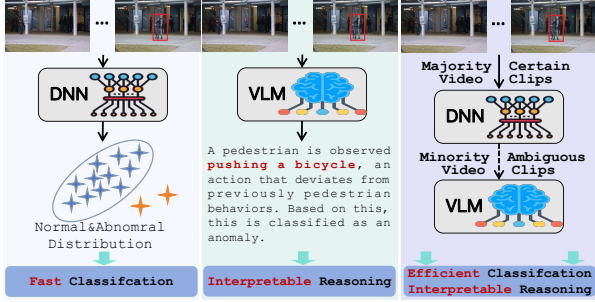 ...
DNN
Normal&Abnomral
Distribution
Fast Classifcation
...
VLM
A pedestrian is observed
pushing a bicycle, an
action that deviates from
previously pedestrian
behaviors. Based on this,
this is classified as an
anomaly.
Interpretable Reasoning
...
Majority Certain
Video Clips
DNN
Minority Ambiguous
Video Clips
VLM
Efficient Classifcation
Interpretable Reasoning